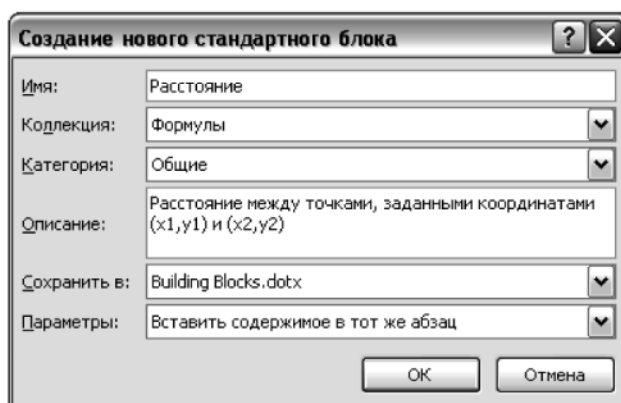 Создание нового стандартного блока ?
Имя: Расстояние
Коллекция: Формулы
Категория: Общие
Описание: Расстояние между точками, заданными координатами
(x1,y1) и (x2,y2)
Сохранить в: Building Blocks.dotx
Параметры: Вставить содержимое в тот же абзац
ОК Отмена